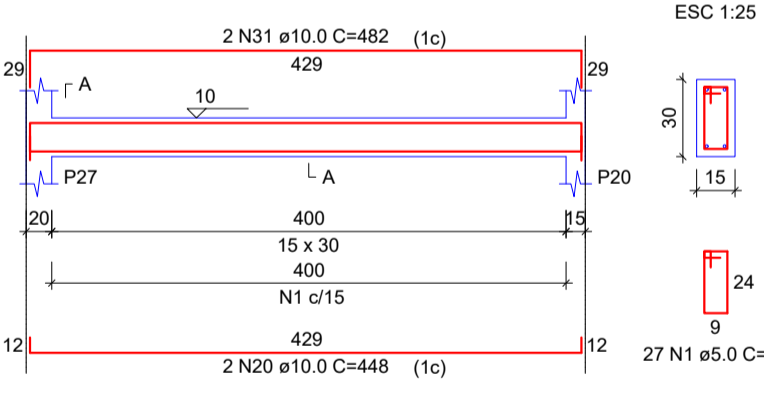 ESC 1:25
2 N31 ø10.0 C=482 (1c)
29 429 29
A
10
30
A
P27 P20
15
20 400 15
15 x 30
400
N1 c/15
24
9
12 429 12
2 N20 ø10.0 C=448 (1c)
27 N1 ø5.0 C=